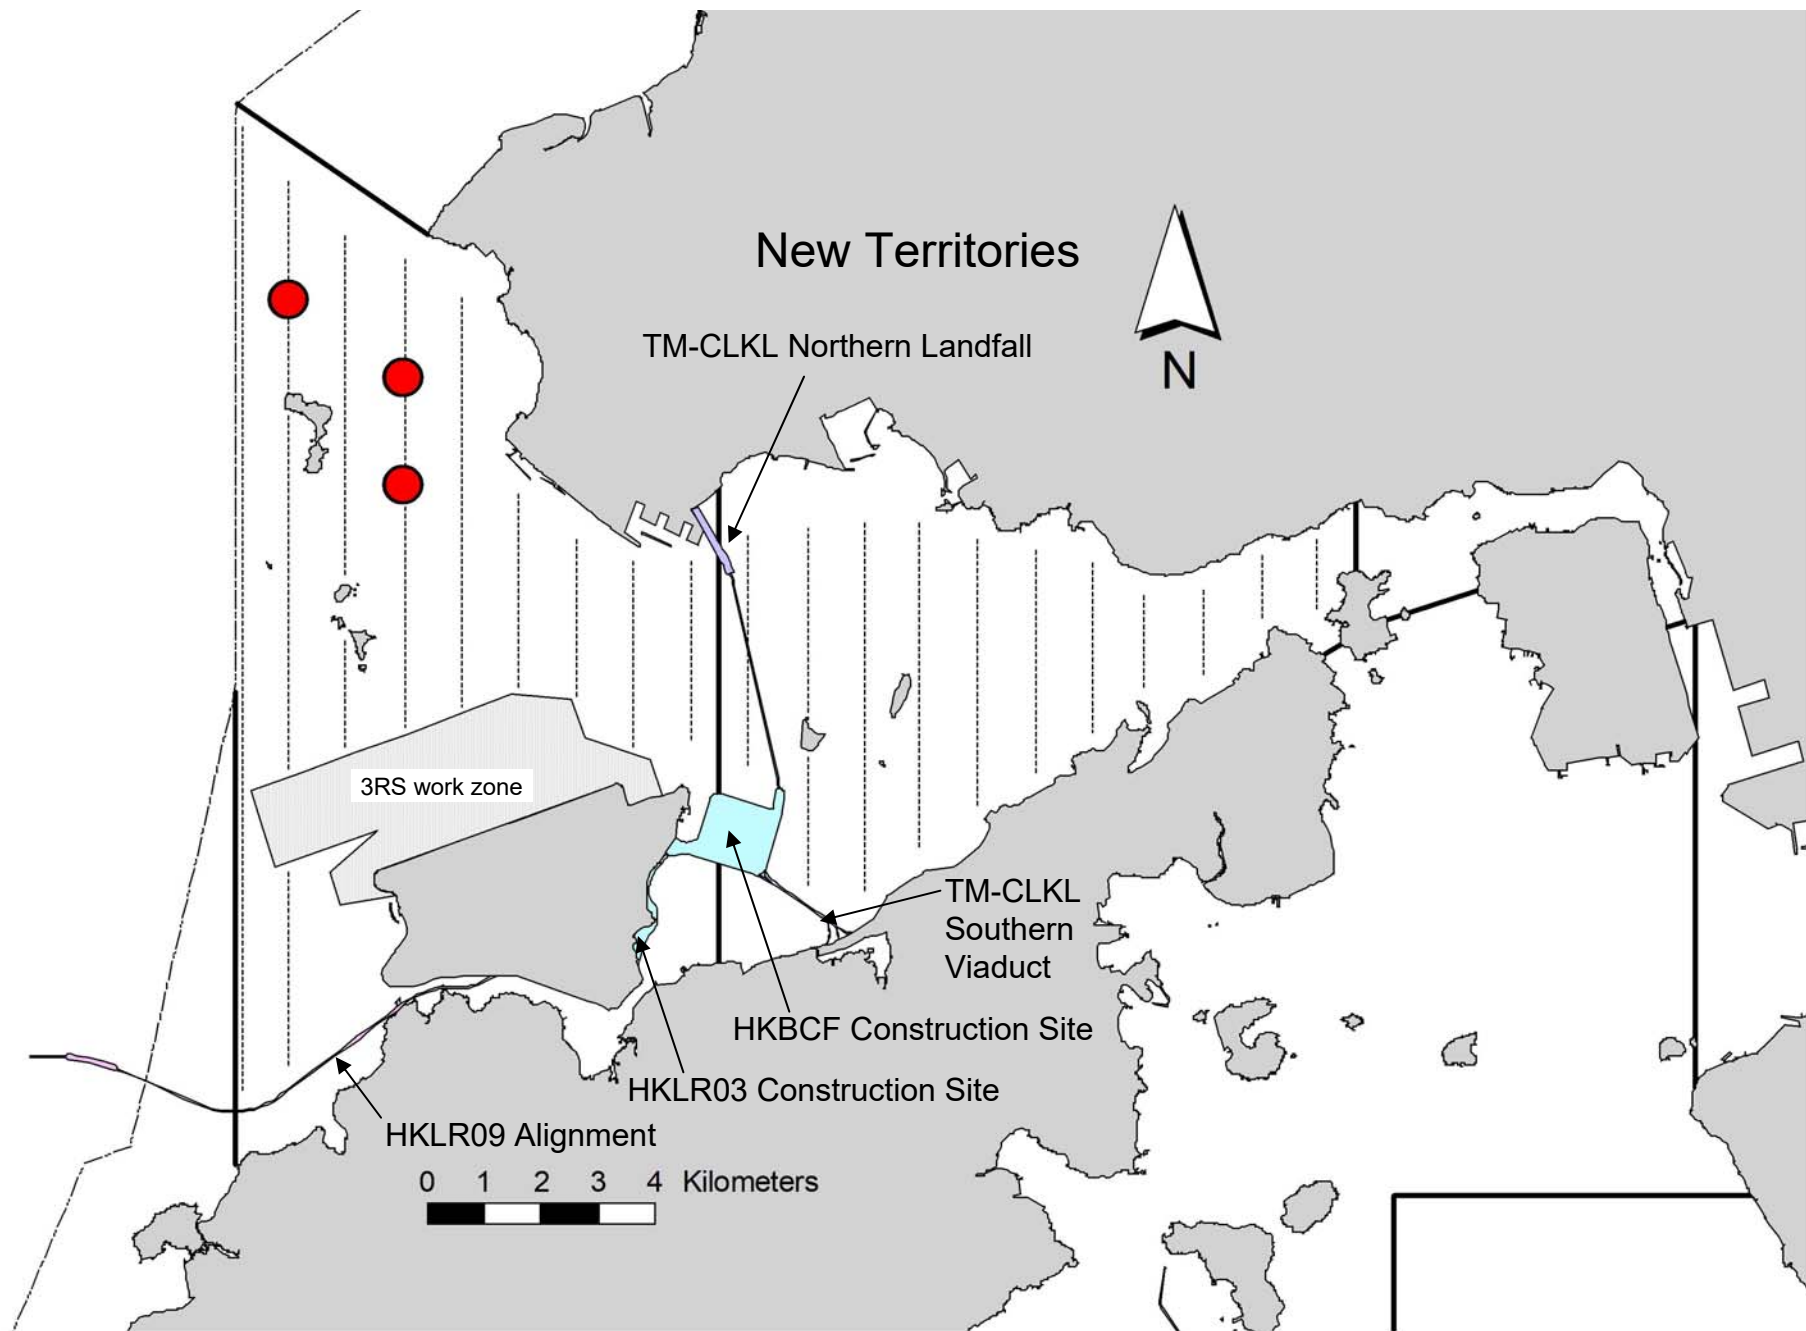 New Territories
TM-CLKL Northern Landfall
N
3RS work zone
TM-CLKL
Southern
Viaduct
HKBCF Construction Site
HKLR03 Construction Site
HKLR09 Alignment
0 1 2 3 4 Kilometers